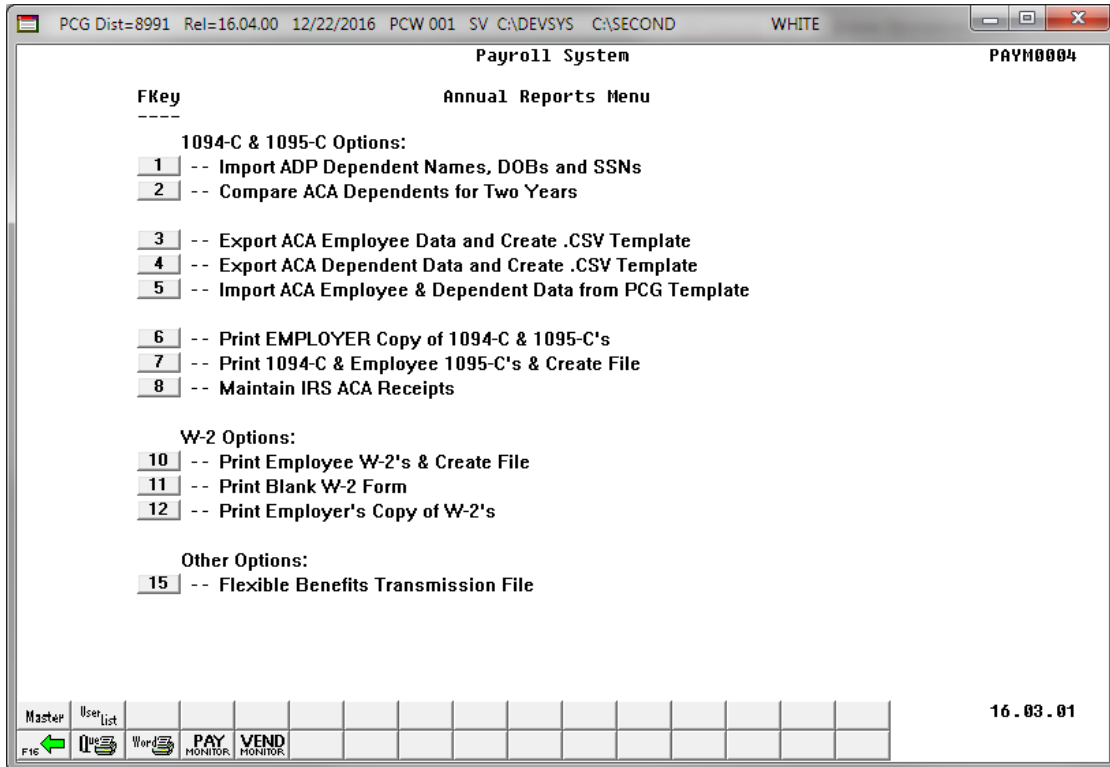 PCG Dist=8991 Rel=16.04.00 12/22/2016 PCW 001 SV C:\DEVSYS C:\SECOND WHITE
Payroll System PAYM0004
FKey Annual Reports Menu
----
1094-C & 1095-C Options:
1 -- Import ADP Dependent Names, DOBs and SSNs
2 -- Compare ACA Dependents for Two Years
3 -- Export ACA Employee Data and Create .CSV Template
4 -- Export ACA Dependent Data and Create .CSV Template
5 -- Import ACA Employee & Dependent Data from PCG Template
6 -- Print EMPLOYER Copy of 1094-C & 1095-C's
7 -- Print 1094-C & Employee 1095-C's & Create File
8 -- Maintain IRS ACA Receipts
W-2 Options:
10 -- Print Employee W-2's & Create File
11 -- Print Blank W-2 Form
12 -- Print Employer's Copy of W-2's
Other Options:
15 -- Flexible Benefits Transmission File
Master User List 16.03.01
F16 Que Word PAY MONITOR VEND MONITOR